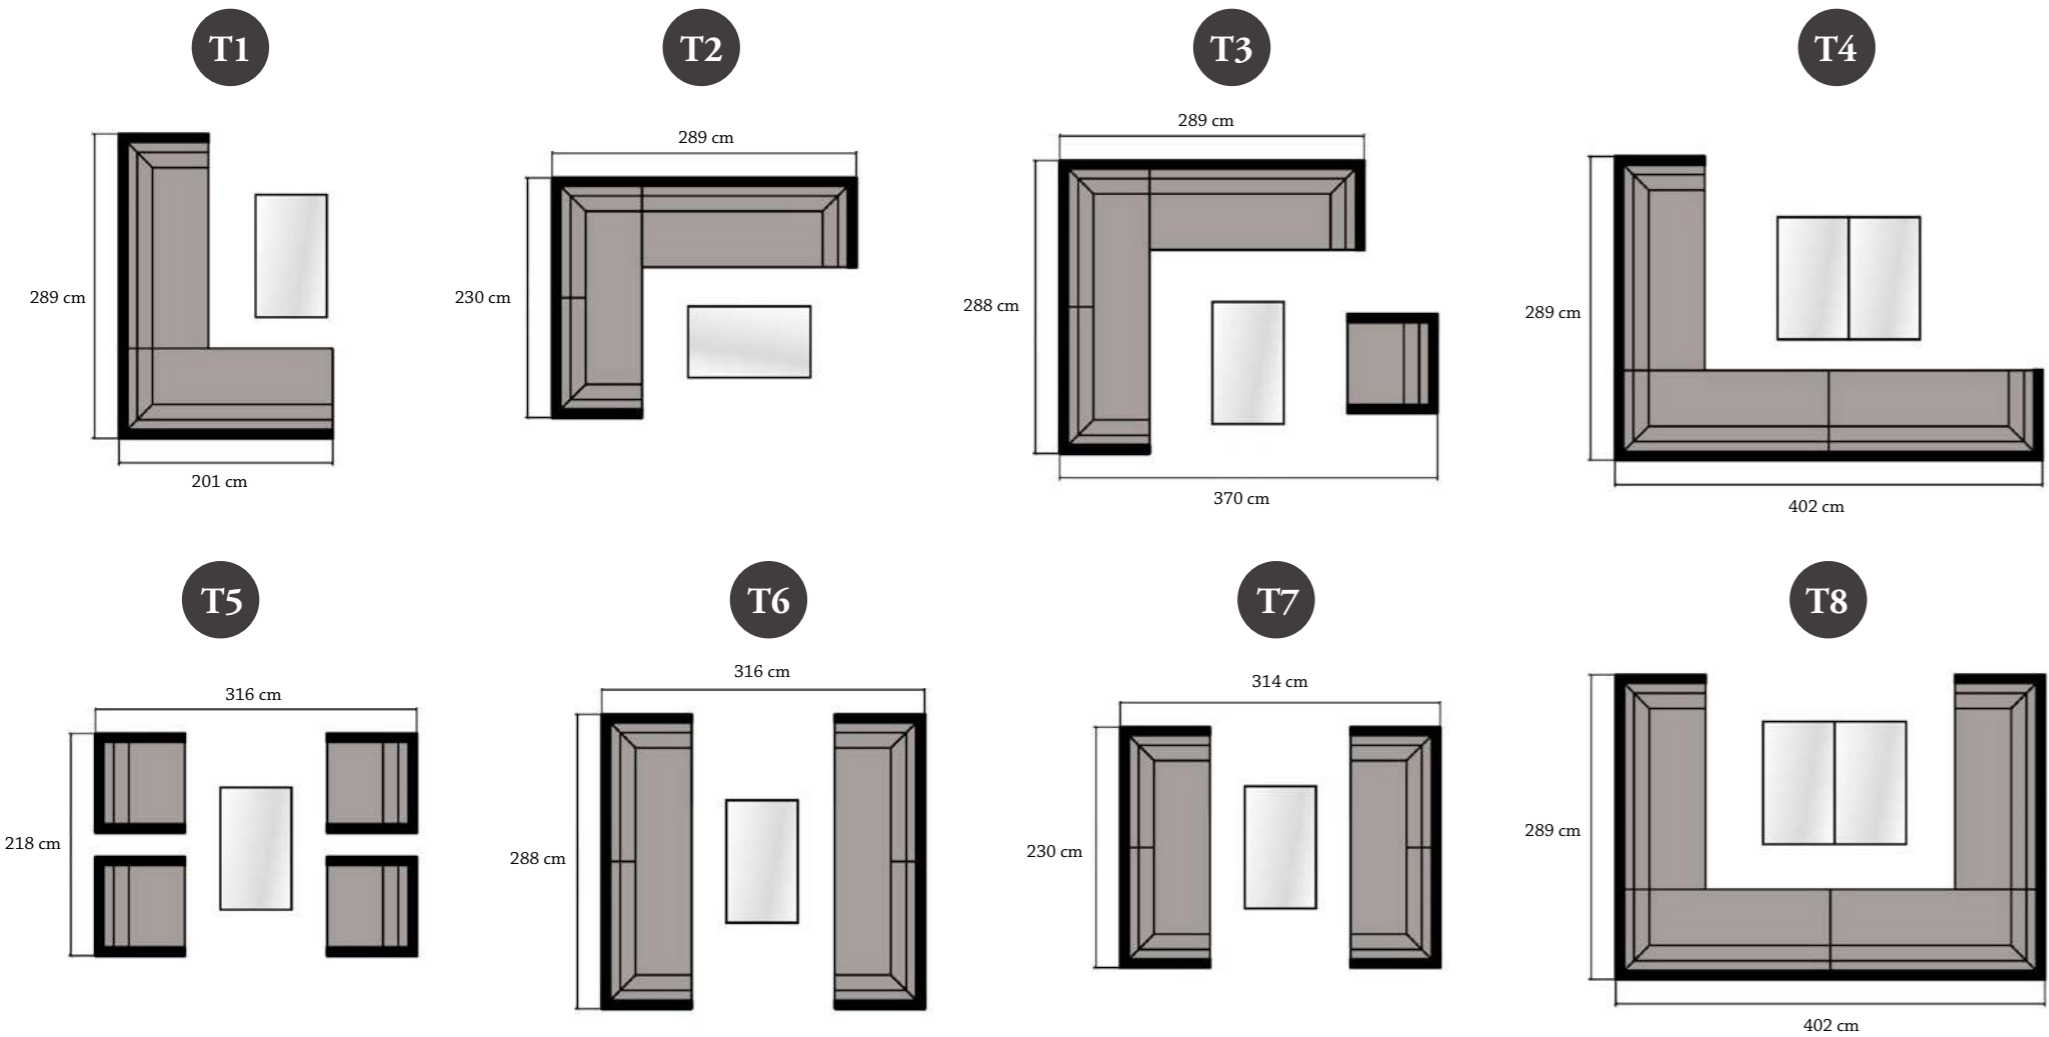 T1
289 cm
201 cm
T2
289 cm
230 cm
T3
289 cm
288 cm
370 cm
T4
289 cm
402 cm
T5
316 cm
218 cm
T6
316 cm
288 cm
T7
314 cm
230 cm
T8
289 cm
402 cm